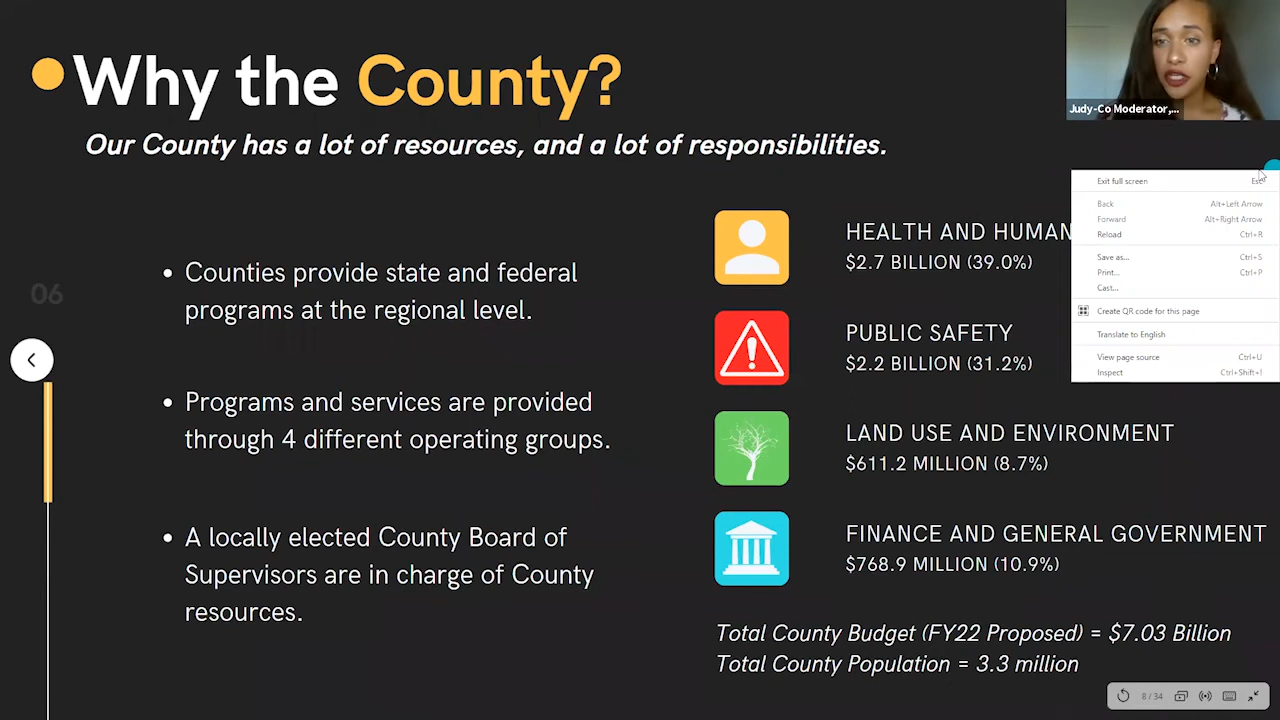 Why the County?
Our County has a lot of resources, and a lot of responsibilities.
Judy-Co Moderator,...
06
• Counties provide state and federal
programs at the regional level.
• Programs and services are provided
through 4 different operating groups.
• A locally elected County Board of
Supervisors are in charge of County
resources.
HEALTH AND HUMAN
$2.7 BILLION (39.0%)
PUBLIC SAFETY
$2.2 BILLION (31.2%)
LAND USE AND ENVIRONMENT
$611.2 MILLION (8.7%)
FINANCE AND GENERAL GOVERNMENT
$768.9 MILLION (10.9%)
Total County Budget (FY22 Proposed) = $7.03 Billion
Total County Population = 3.3 million
Exit full screen Esc
Back Alt+Left Arrow
Forward Alt+Right Arrow
Reload Ctrl+R
Save as... Ctrl+S
Print... Ctrl+P
Cast...
Create QR code for this page
Translate to English
View page source Ctrl+U
Inspect Ctrl+Shift+I
8 / 34